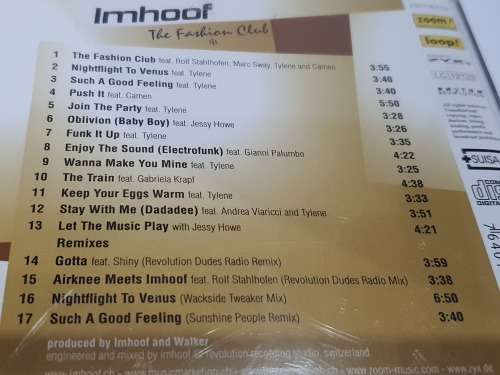 Imhoof
The Fashion Club
1 The Fashion Club feat. Rolf Stahlhofen, Marc Sway, Tylene and Camen 3:55
2 Nightflight To Venus feat. Tylene 3:40
3 Such A Good Feeling feat. Tylene 4:40
4 Push It feat. Camen 5:50
5 Join The Party feat. Tylene 3:28
6 Oblivion (Baby Boy) feat. Jessy Howe 3:26
7 Funk It Up feat. Tylene 3:35
8 Enjoy The Sound (Electrofunk) feat. Gianni Palumbo 4:22
9 Wanna Make You Mine feat. Tylene 3:25
10 The Train feat. Gabriela Krapf 4:38
11 Keep Your Eggs Warm feat. Tylene 3:33
12 Stay With Me (Dadadee) feat. Andrea Viaricci and Tylene 3:51
13 Let The Music Play with Jessy Howe 4:21
Remixes
14 Gotta feat. Shiny (Revolution Dudes Radio Remix) 3:59
15 Airknee Meets Imhoof feat. Rolf Stahlhofen (Revolution Dudes Radio Mix) 3:38
16 Nightflight To Venus (Wackside Tweaker Mix) 6:50
17 Such A Good Feeling (Sunshine People Remix) 3:40
produced by Imhoof and Walker
engineered and mixed by imhoof @ revolution recording studio, switzerland
www.zyx.de
zoom!
loop!
SUISA